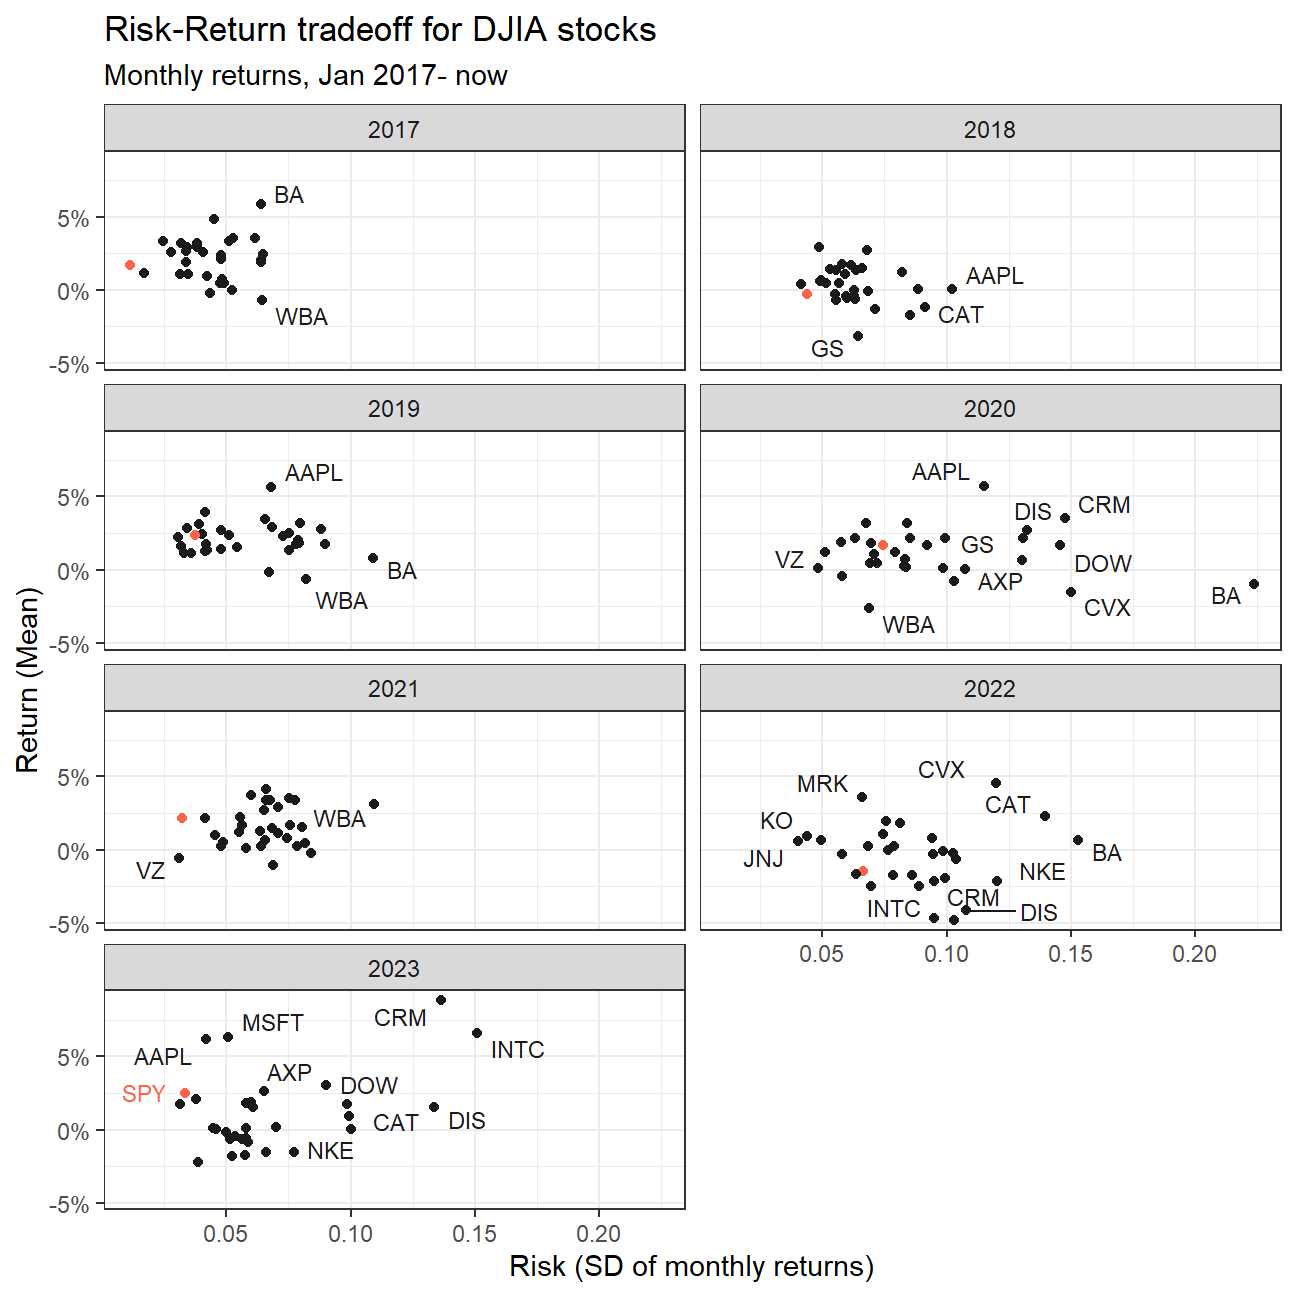 Risk-Return tradeoff for DJIA stocks
Monthly returns, Jan 2017- now
Return (Mean)
2017
5%
0%
-5%
BA
WBA
2018
AAPL
CAT
GS
2019
5%
0%
-5%
AAPL
BA
WBA
2020
AAPL
CRM
DIS
GS
VZ
DOW
AXP
BA
CVX
WBA
2021
5%
0%
-5%
WBA
VZ
2022
CVX
MRK
CAT
KO
BA
JNJ
NKE
CRM
INTC
DIS
0.05
0.10
0.15
0.20
2023
5%
0%
-5%
CRM
MSFT
INTC
AAPL
AXP
DOW
SPY
CAT
DIS
NKE
0.05
0.10
0.15
0.20
Risk (SD of monthly returns)